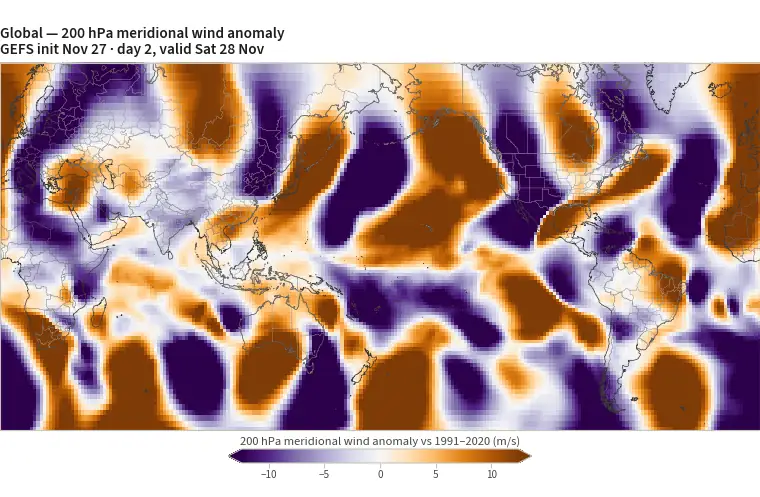 Global — 200 hPa meridional wind anomaly
GEFS init Nov 27 · day 2, valid Sat 28 Nov
200 hPa meridional wind anomaly vs 1991–2020 (m/s)
−10 −5 0 5 10